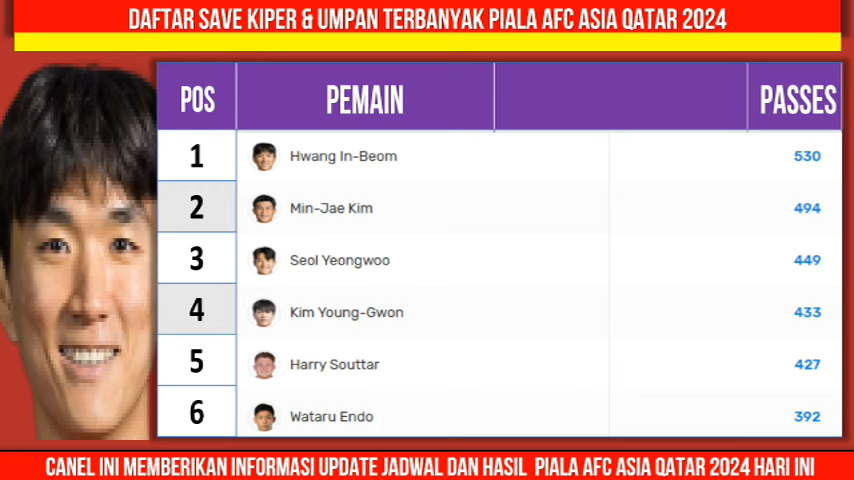 DAFTAR SAVE KIPER & UMPAN TERBANYAK PIALA AFC ASIA QATAR 2024
POS PEMAIN PASSES
1 Hwang In-Beom 530
2 Min-Jae Kim 494
3 Seol Yeongwoo 449
4 Kim Young-Gwon 433
5 Harry Souttar 427
6 Wataru Endo 392
CANEL INI MEMBERIKAN INFORMASI UPDATE JADWAL DAN HASIL PIALA AFC ASIA QATAR 2024 HARI INI